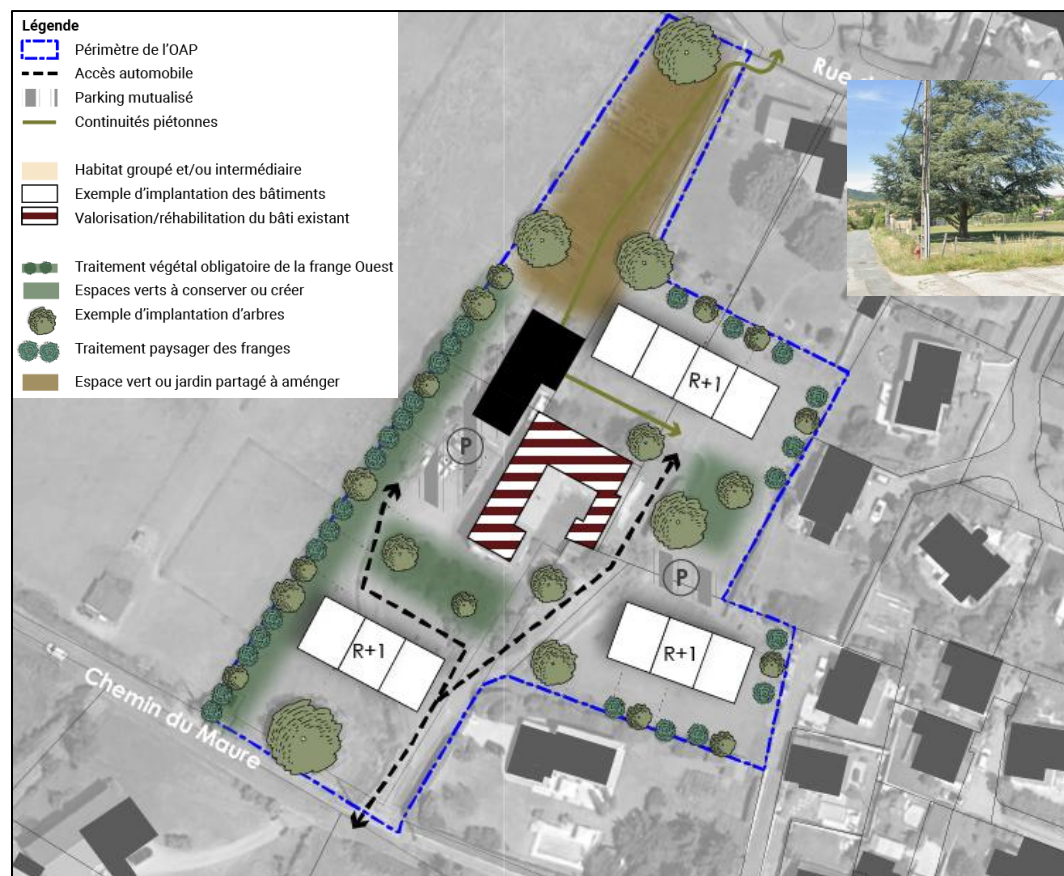 Légende
Périmètre de l'OAP
Accès automobile
Parking mutualisé
Continuités piétonnes
Habitat groupé et/ou intermédiaire
Exemple d'implantation des bâtiments
Valorisation/réhabilitation du bâti existant
Traitement végétal obligatoire de la frange Ouest
Espaces verts à conserver ou créer
Exemple d'implantation d'arbres
Traitement paysager des franges
Espace vert ou jardin partagé à aménger
Rue
R+1
P
P
R+1
R+1
Chemin du Maure